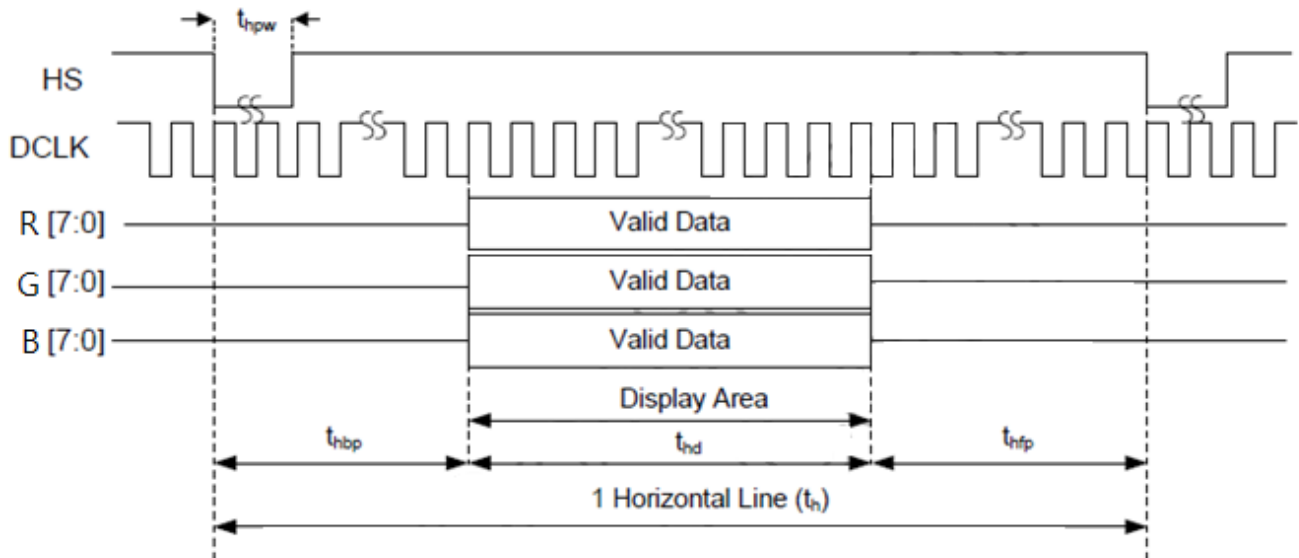 thpw
HS
DCLK
R [7:0]
Valid Data
G [7:0]
Valid Data
B [7:0]
Valid Data
Display Area
thbp
thd
thfp
1 Horizontal Line (th)